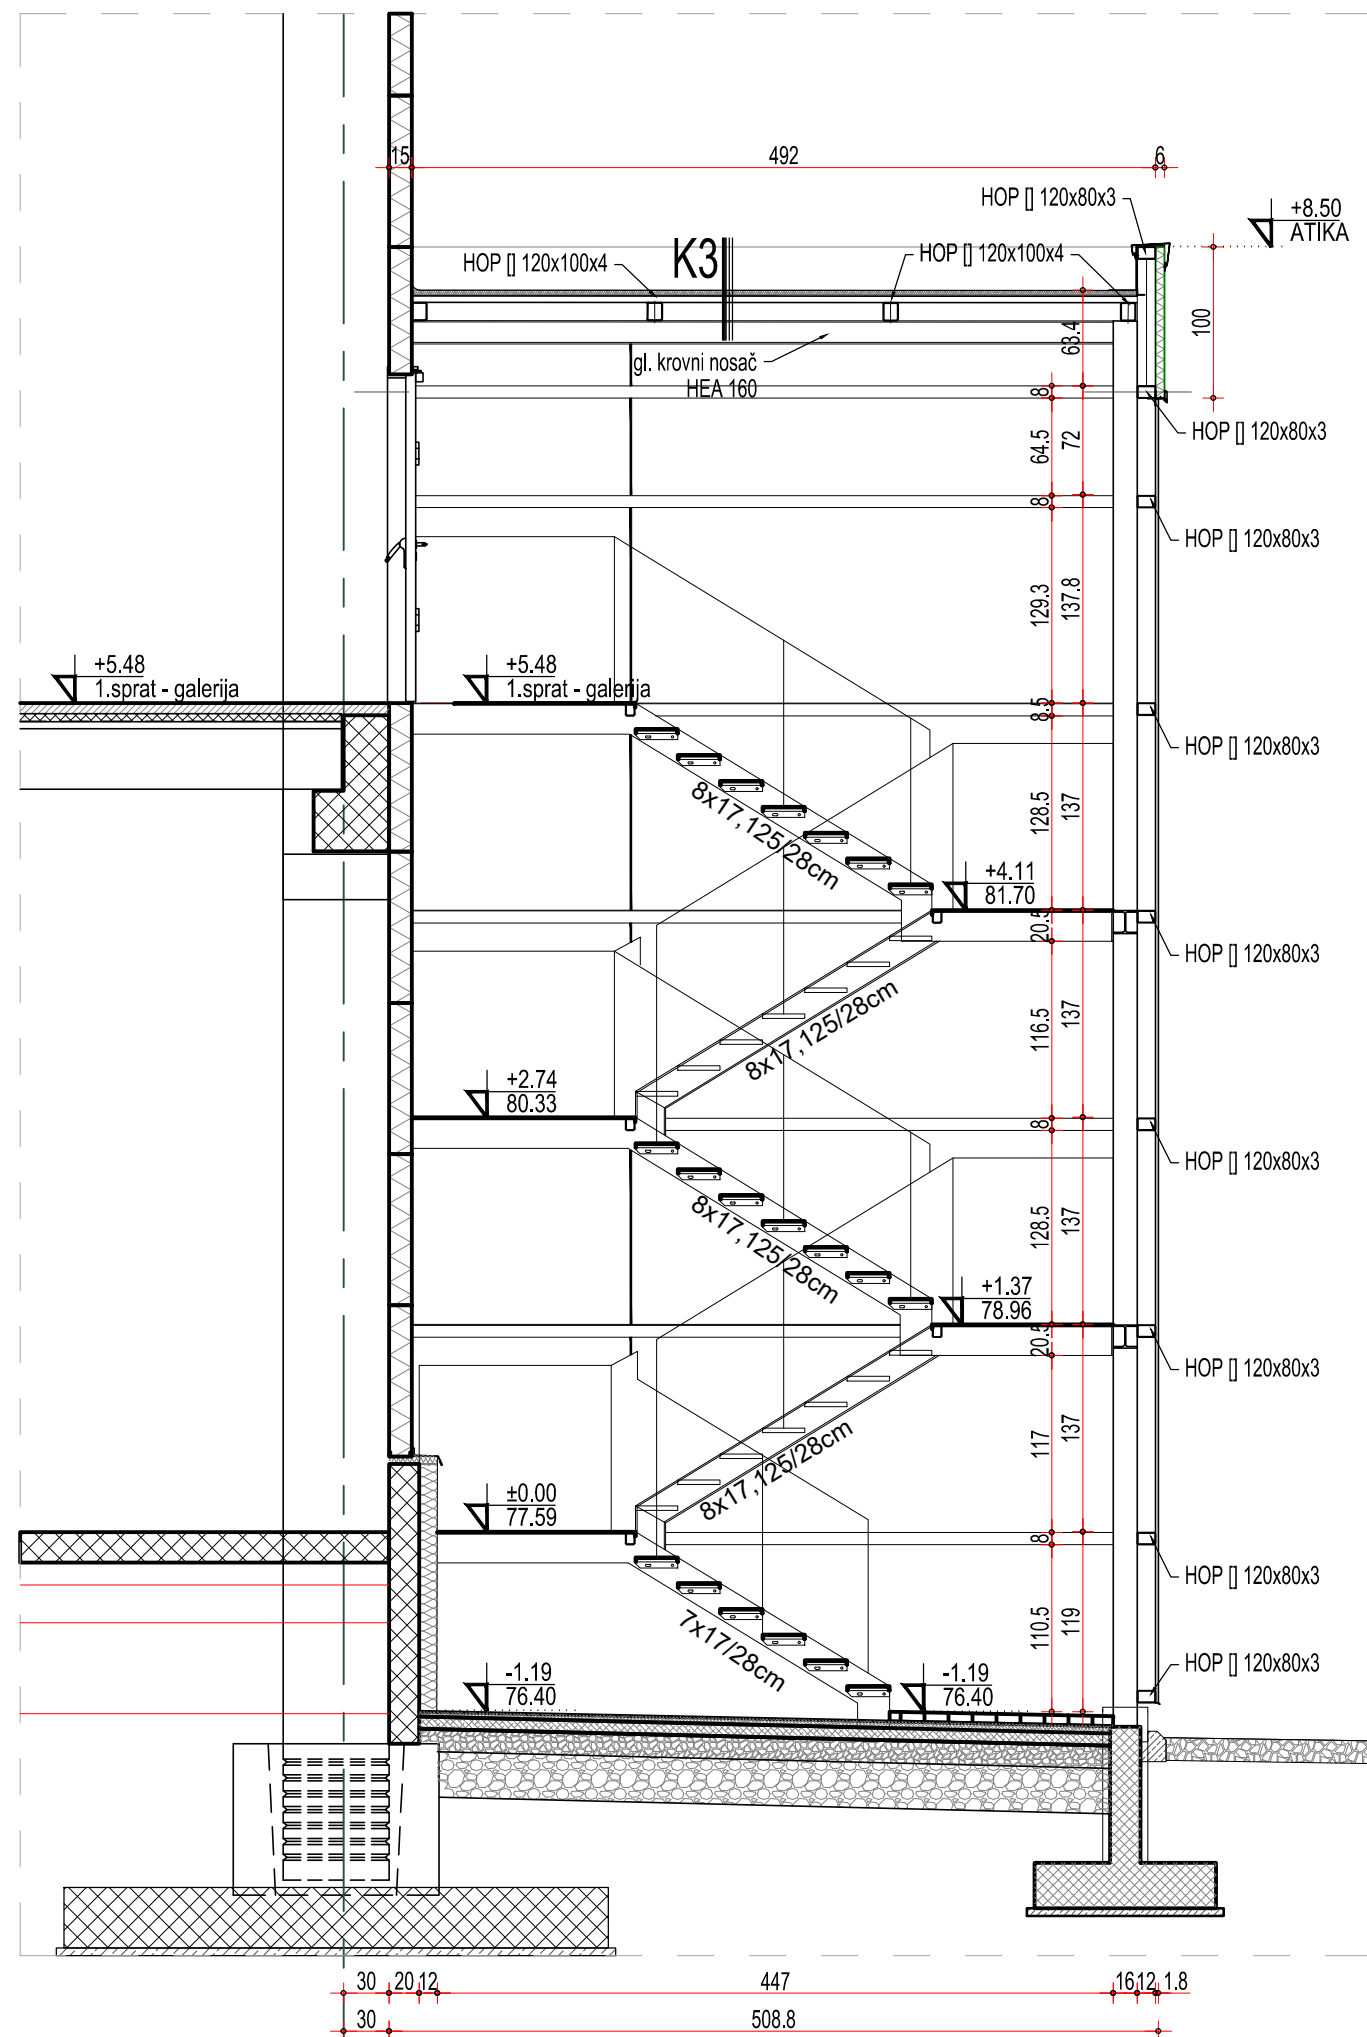 15
492
6
HOP [] 120x80x3
+8.50
ATIKA
K3
HOP [] 120x100x4
HOP [] 120x100x4
100
63.4
gl. krovni nosač
HEA 160
8
HOP [] 120x80x3
64.5
72
8
HOP [] 120x80x3
129.3
137.8
+5.48
1.sprat - galerija
+5.48
1.sprat - galerija
8.5
HOP [] 120x80x3
8x17,125/28cm
128.5
137
+4.11
81.70
20.5
HOP [] 120x80x3
8x17,125/28cm
116.5
137
+2.74
80.33
8
HOP [] 120x80x3
8x17,125/28cm
128.5
137
+1.37
78.96
20.5
HOP [] 120x80x3
8x17,125/28cm
117
137
±0.00
77.59
8
HOP [] 120x80x3
7x17/28cm
110.5
119
-1.19
76.40
-1.19
76.40
HOP [] 120x80x3
30
20
12
447
16
12
1.8
30
508.8